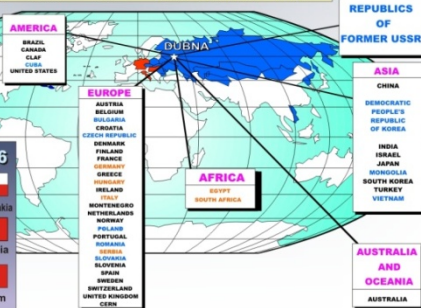 REPUBLICS
OF
FORMER USSR
AMERICA
BRAZIL
CANADA
CLAF
CUBA
UNITED STATES
DUBNA
ASIA
CHINA
DEMOCRATIC
PEOPLE'S
REPUBLIC
OF KOREA
INDIA
ISRAEL
JAPAN
MONGOLIA
SOUTH KOREA
TURKEY
VIETNAM
EUROPE
AUSTRIA
BELGIUM
BULGARIA
CROATIA
CZECH REPUBLIC
DENMARK
FINLAND
FRANCE
GERMANY
GREECE
HUNGARY
IRELAND
ITALY
MONTENEGRO
NETHERLANDS
NORWAY
POLAND
PORTUGAL
ROMANIA
SERBIA
SLOVAKIA
SLOVENIA
SPAIN
SWEDEN
SWITZERLAND
UNITED KINGDOM
CERN
AFRICA
EGYPT
SOUTH AFRICA
AUSTRALIA
AND
OCEANIA
AUSTRALIA
6